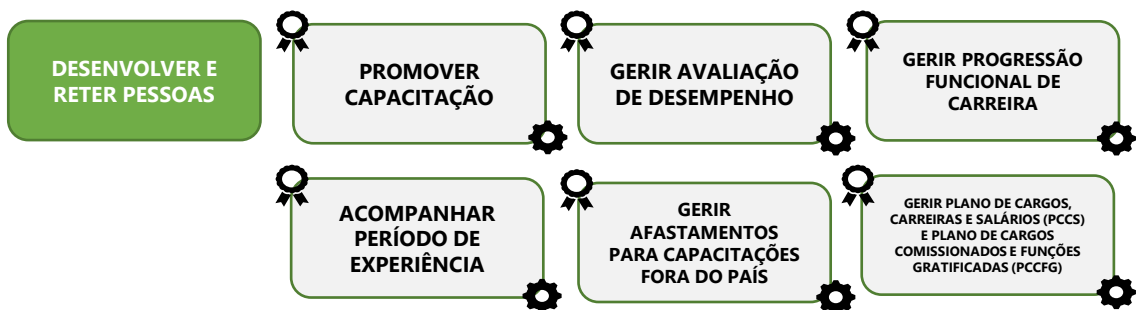 DESENVOLVER E
RETER PESSOAS
PROMOVER
CAPACITAÇÃO
GERIR AVALIAÇÃO
DE DESEMPENHO
GERIR PROGRESSÃO
FUNCIONAL DE
CARREIRA
ACOMPANHAR
PERÍODO DE
EXPERIÊNCIA
GERIR
AFASTAMENTOS
PARA CAPACITAÇÕES
FORA DO PAÍS
GERIR PLANO DE CARGOS,
CARREIRAS E SALÁRIOS (PCCS)
E PLANO DE CARGOS
COMISSIONADOS E FUNÇÕES
GRATIFICADAS (PCCFG)